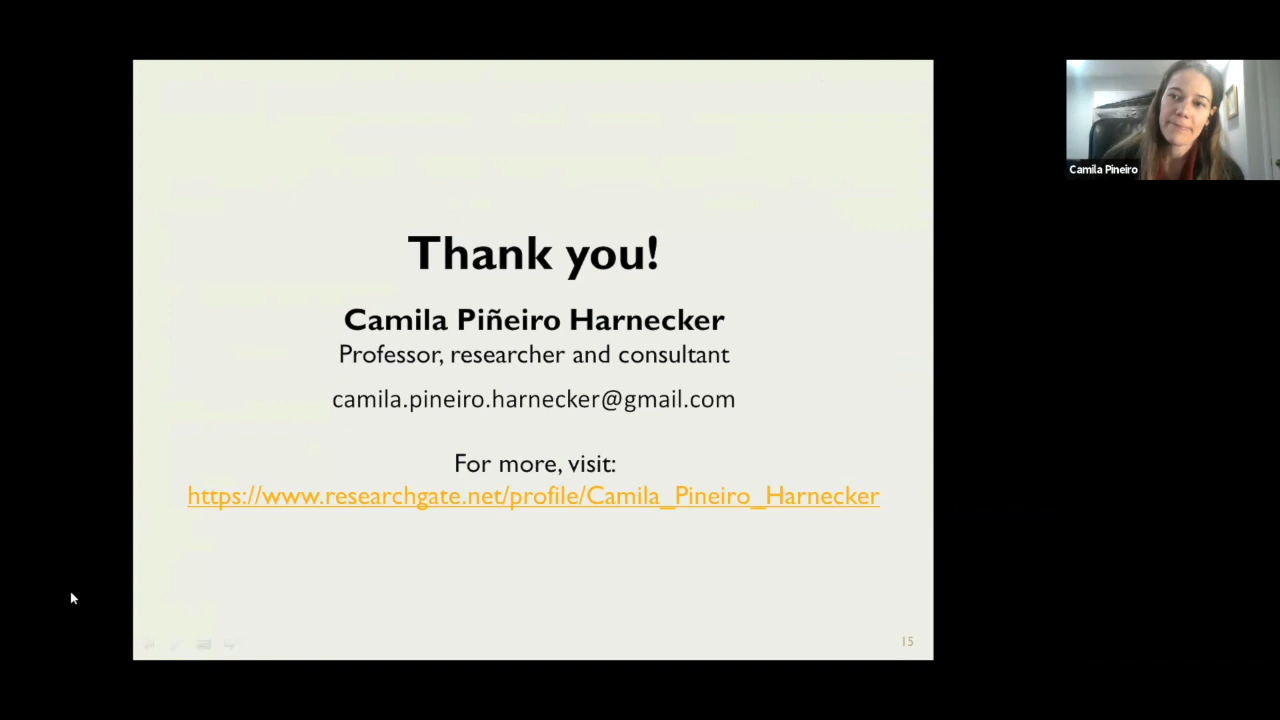 Thank you!
Camila Piñeiro Harnecker
Professor, researcher and consultant
camila.pineiro.harnecker@gmail.com
For more, visit:
https://www.researchgate.net/profile/Camila_Pineiro_Harnecker
15
Camila Pineiro